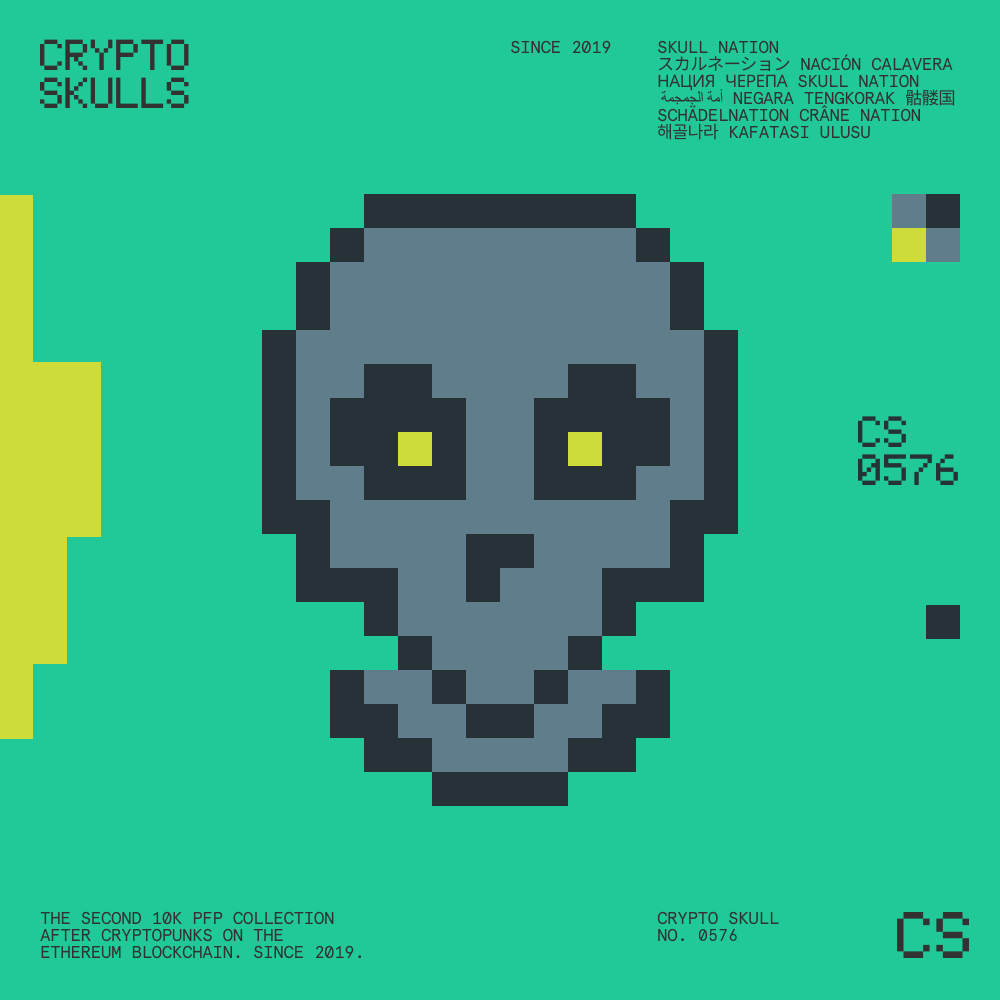 CRYPTO
SKULLS
SINCE 2019
SKULL NATION
スカルネーション NACIÓN CALAVERA
НАЦИЯ ЧЕРЕПА SKULL NATION
أمة الجمجمة NEGARA TENGKORAK 骷髅国
SCHÄDELNATION CRÂNE NATION
해골나라 KAFATASI ULUSU
CS
0576
THE SECOND 10K PFP COLLECTION
AFTER CRYPTOPUNKS ON THE
ETHEREUM BLOCKCHAIN. SINCE 2019.
CRYPTO SKULL
NO. 0576
CS